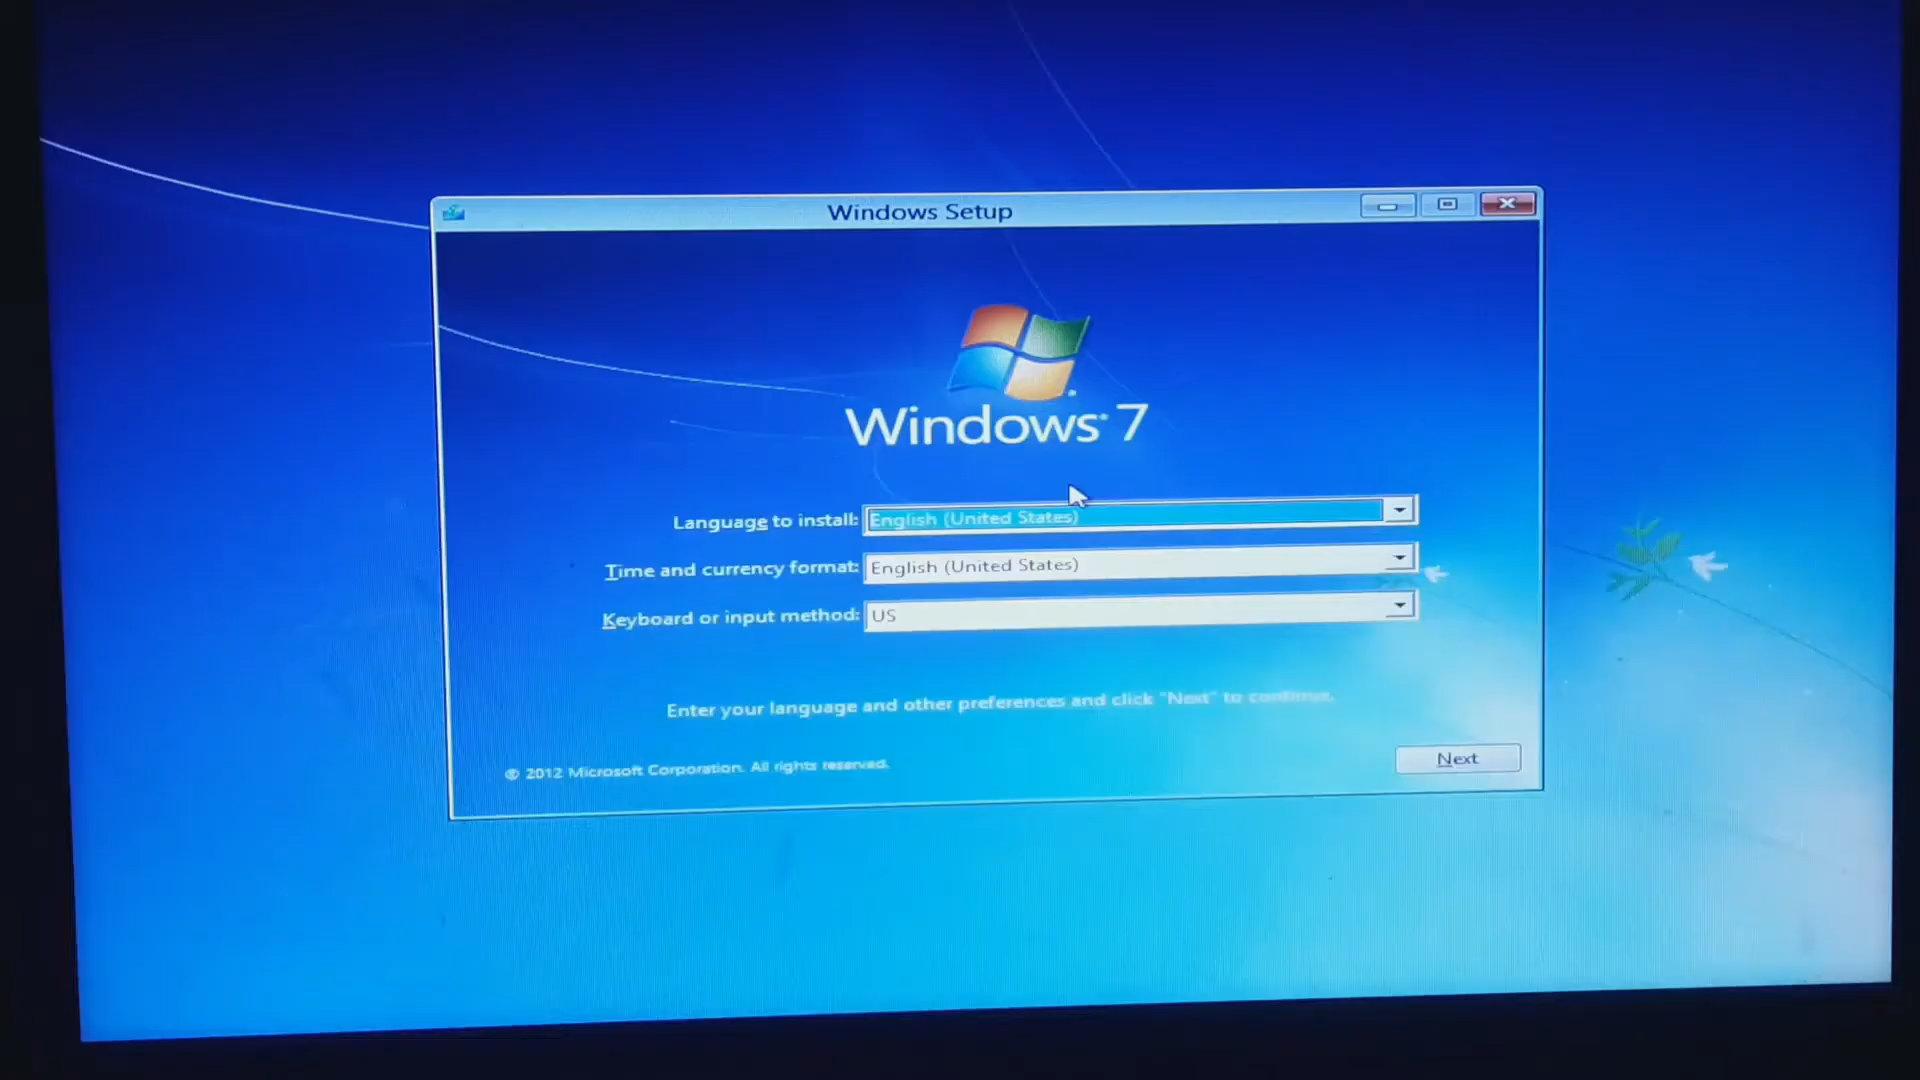 Windows Setup
Windows 7
Language to install: English (United States)
Time and currency format: English (United States)
Keyboard or input method: US
Enter your language and other preferences and click "Next" to continue.
© 2012 Microsoft Corporation. All rights reserved.
Next